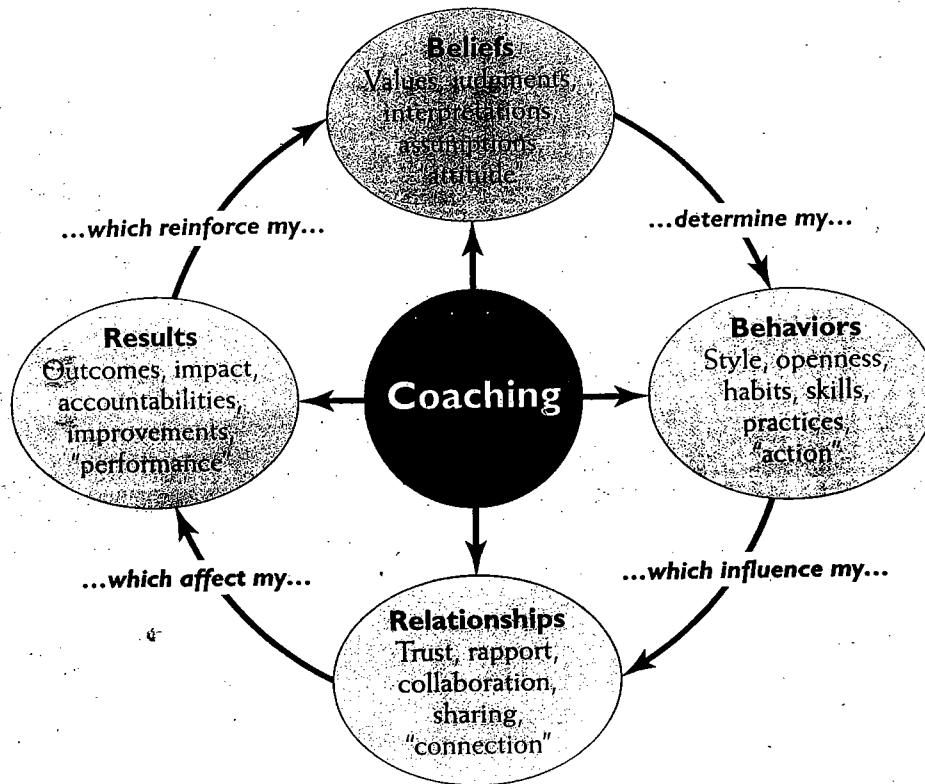 Beliefs
Values, judgments,
interpretations,
assumptions,
"attitude"
...which reinforce my...
...determine my...
Results
Outcomes, impact,
accountabilities,
improvements,
"performance"
Coaching
Behaviors
Style, openness,
habits, skills,
practices,
"action"
...which affect my...
...which influence my...
Relationships
Trust, rapport,
collaboration,
sharing,
"connection"